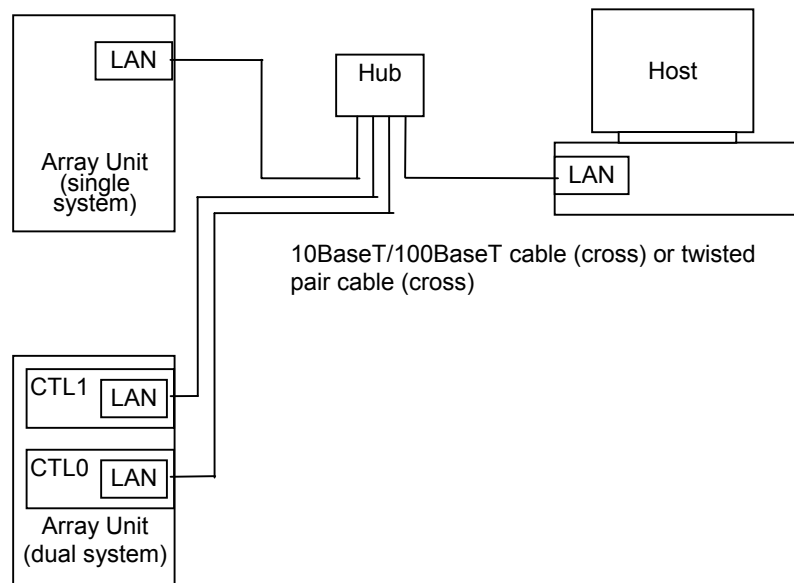 LAN
Hub
Host
Array Unit
(single
system)
LAN
10BaseT/100BaseT cable (cross) or twisted
pair cable (cross)
CTL1
LAN
CTL0
LAN
Array Unit
(dual system)